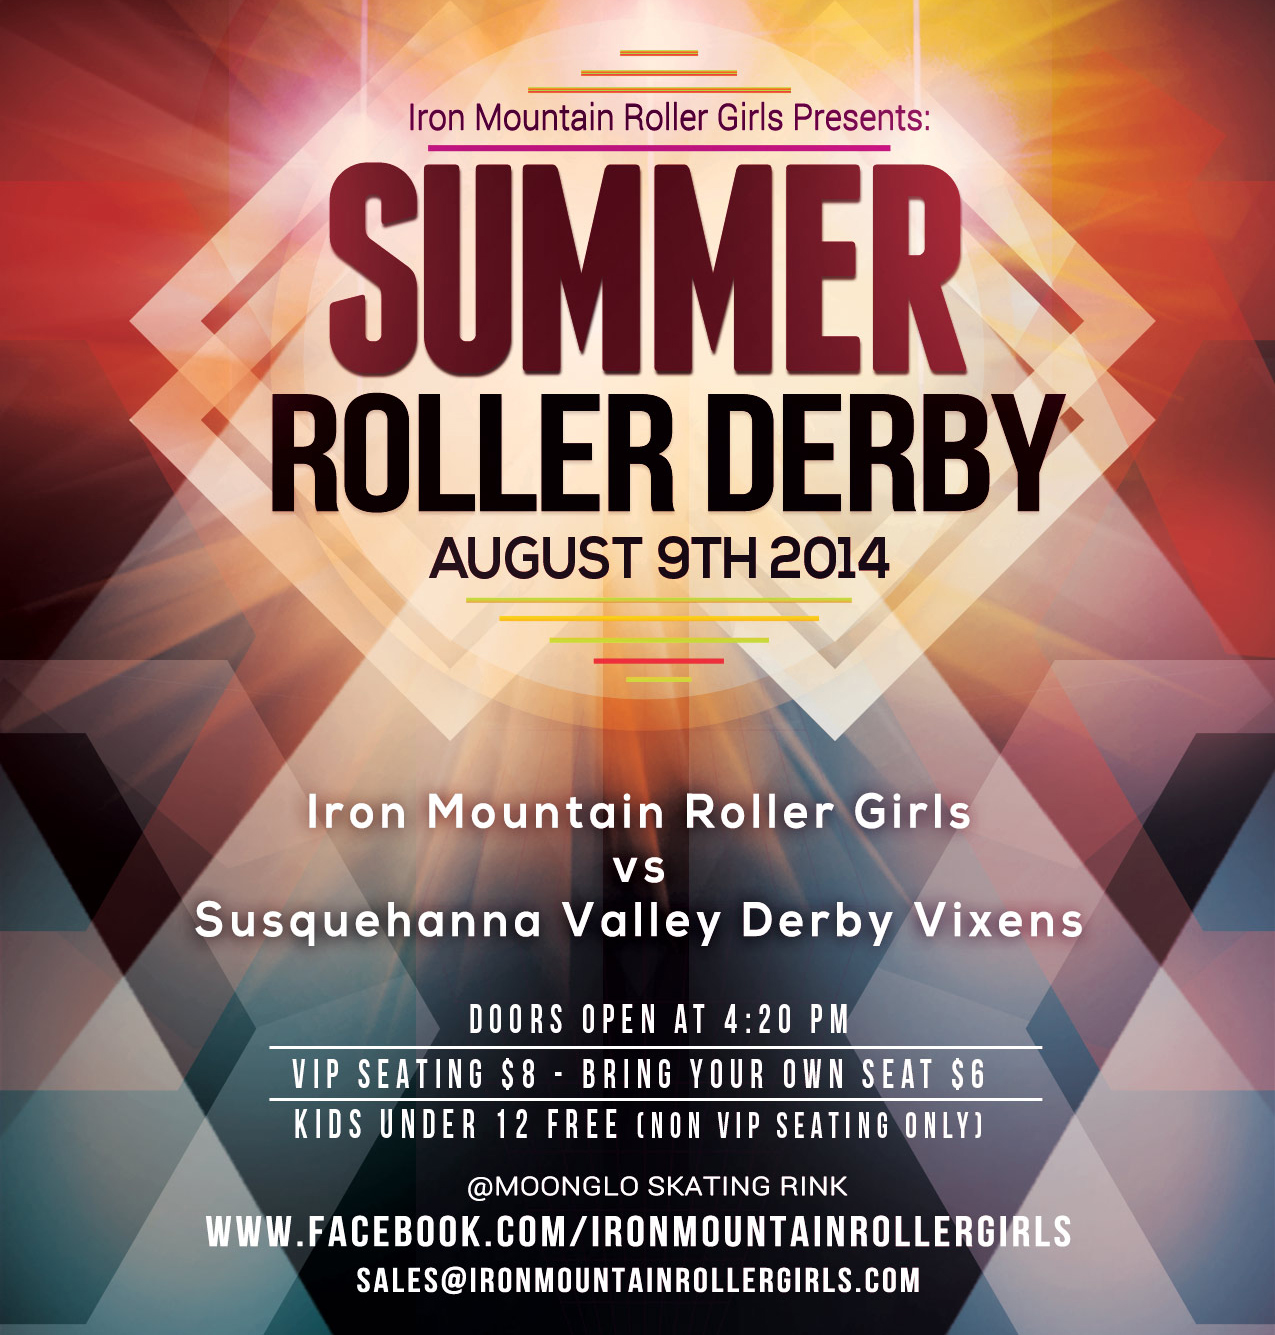 Iron Mountain Roller Girls Presents:
SUMMER
ROLLER DERBY
AUGUST 9TH 2014
Iron Mountain Roller Girls
vs
Susquehanna Valley Derby Vixens
DOORS OPEN AT 4:20 PM
VIP SEATING $8 - BRING YOUR OWN SEAT $6
KIDS UNDER 12 FREE (NON VIP SEATING ONLY)
@MOONGLO SKATING RINK
WWW.FACEBOOK.COM/IRONMOUNTAINROLLERGIRLS
SALES@IRONMOUNTAINROLLERGIRLS.COM